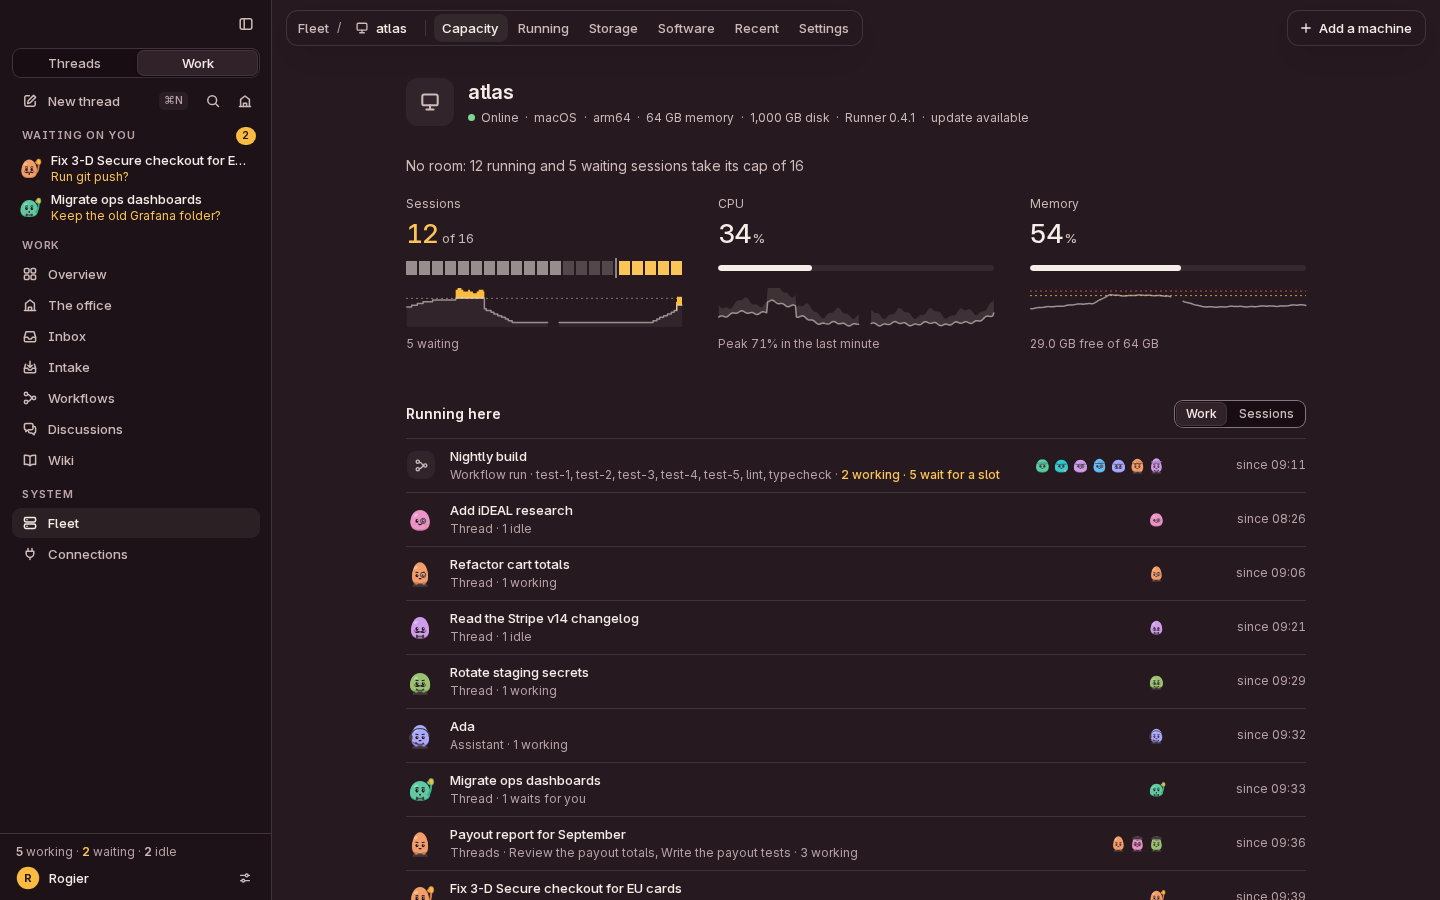 Threads Work
New thread ⌘N
WAITING ON YOU 2
Fix 3-D Secure checkout for E...
Run git push?
Migrate ops dashboards
Keep the old Grafana folder?
WORK
Overview
The office
Inbox
Intake
Workflows
Discussions
Wiki
SYSTEM
Fleet
Connections
5 working · 2 waiting · 2 idle
R Rogier
Fleet / atlas Capacity Running Storage Software Recent Settings
+ Add a machine
atlas
Online · macOS · arm64 · 64 GB memory · 1,000 GB disk · Runner 0.4.1 · update available
No room: 12 running and 5 waiting sessions take its cap of 16
Sessions
12 of 16
5 waiting
CPU
34%
Peak 71% in the last minute
Memory
54%
29.0 GB free of 64 GB
Running here Work Sessions
Nightly build
Workflow run · test-1, test-2, test-3, test-4, test-5, lint, typecheck · 2 working · 5 wait for a slot
since 09:11
Add iDEAL research
Thread · 1 idle
since 08:26
Refactor cart totals
Thread · 1 working
since 09:06
Read the Stripe v14 changelog
Thread · 1 idle
since 09:21
Rotate staging secrets
Thread · 1 working
since 09:29
Ada
Assistant · 1 working
since 09:32
Migrate ops dashboards
Thread · 1 waits for you
since 09:33
Payout report for September
Threads · Review the payout totals, Write the payout tests · 3 working
since 09:36
Fix 3-D Secure checkout for EU cards
since 09:39